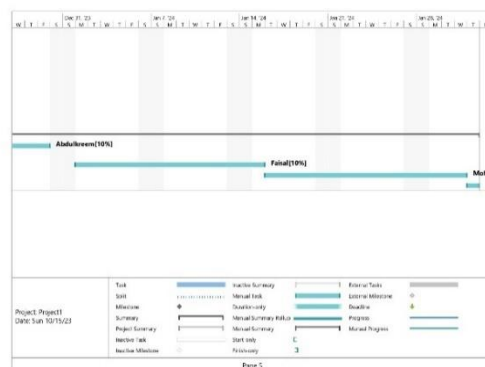 Dec 31, '23 Jan 7, '24 Jan 14, '24 Jan 21, '24 Jan 28, '24
W T F S S M T W T F S S M T W T F S S M T W T F S S M T W T F S S M T W T
Abdulkreem[10%]
Faisal[10%]
Task
Split
Milestone
Summary
Project Summary
Inactive Task
Inactive Milestone
Inactive Summary
Manual Task
Duration-only
Manual Summary Rollup
Manual Summary
Start-only
Finish-only
External Tasks
External Milestone
Deadline
Progress
Manual Progress
Project: Project1
Date: Sun 10/15/23
Page 5